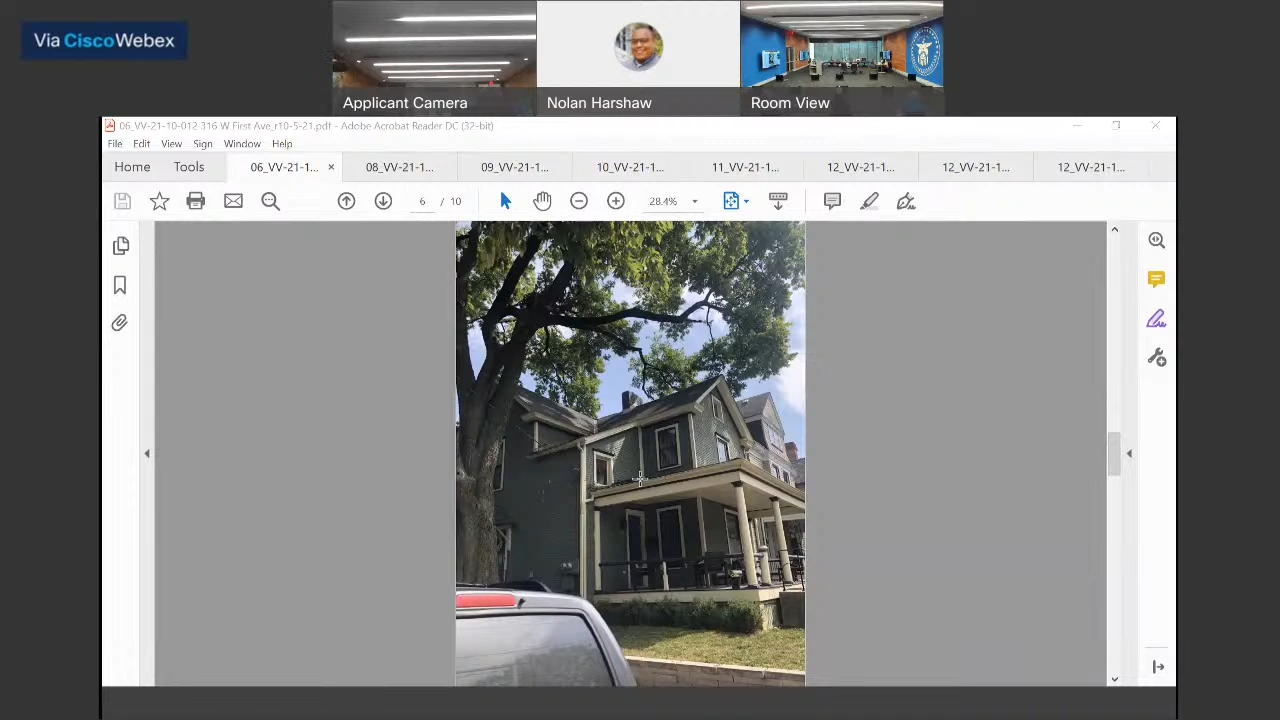 Via Cisco Webex
Applicant Camera
Nolan Harshaw
Room View
06_VV-21-10-012 316 W First Ave_r10-5-21.pdf - Adobe Acrobat Reader DC (32-bit)
File Edit View Window Help
Home Tools 06_VV-21-1... × 08_VV-21-1... 09_VV-21-1... 10_VV-21-1... 11_VV-21-1... 12_VV-21-1... 12_VV-21-1... 12_VV-21-1...
6 / 10 28.4%